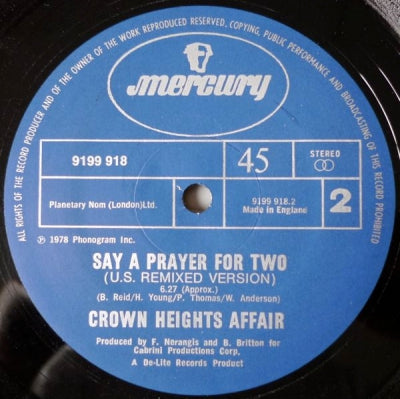 ALL RIGHTS OF THE RECORD PRODUCER AND OF THE OWNER OF THE WORK REPRODUCED RESERVED. COPYING, PUBLIC PERFORMANCE AND BROADCASTING OF THIS RECORD PROHIBITED
mercury
9199 918
45
STEREO
Planetary Nom (London)Ltd.
9199 918.2
Made in England
2
℗ 1978 Phonogram Inc.
SAY A PRAYER FOR TWO
(U.S. REMIXED VERSION)
6.27 (Approx.)
(B. Reid/H. Young/P. Thomas/W. Anderson)
CROWN HEIGHTS AFFAIR
Produced by F. Nerangis and B. Britton for
Cabrini Productions Corp.
A De-Lite Records Product